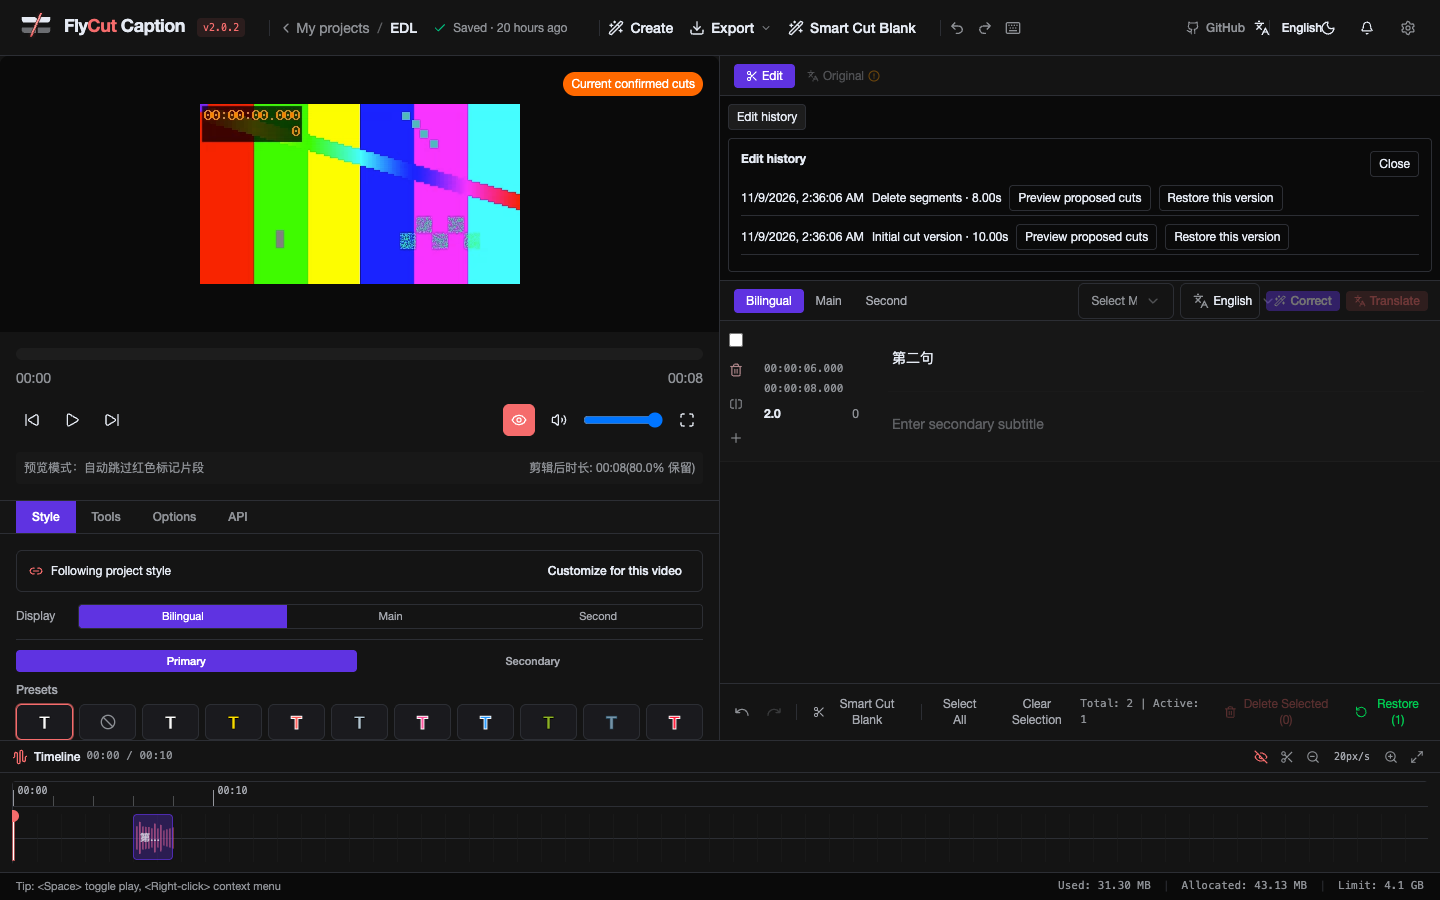 FlyCut Caption v2.0.2 My projects / EDL Saved · 20 hours ago Create Export Smart Cut Blank GitHub English
Current confirmed cuts
00:00:00.000
0
00:00 00:08
预览模式：自动跳过红色标记片段 剪辑后时长: 00:08(80.0% 保留)
Style Tools Options API
Following project style Customize for this video
Display Bilingual Main Second
Primary Secondary
Presets
T T T T T T T T T T
Edit Original
Edit history
Edit history Close
11/9/2026, 2:36:06 AM Delete segments · 8.00s Preview proposed cuts Restore this version
11/9/2026, 2:36:06 AM Initial cut version · 10.00s Preview proposed cuts Restore this version
Bilingual Main Second Select M English Correct Translate
00:00:06.000
00:00:08.000
2.0 0
第二句
Enter secondary subtitle
Smart Cut Blank Select All Clear Selection Total: 2 | Active: 1 Delete Selected (0) Restore (1)
Timeline 00:00 / 00:10 20px/s
00:00 00:10
Tip: <Space> toggle play, <Right-click> context menu Used: 31.30 MB | Allocated: 43.13 MB | Limit: 4.1 GB